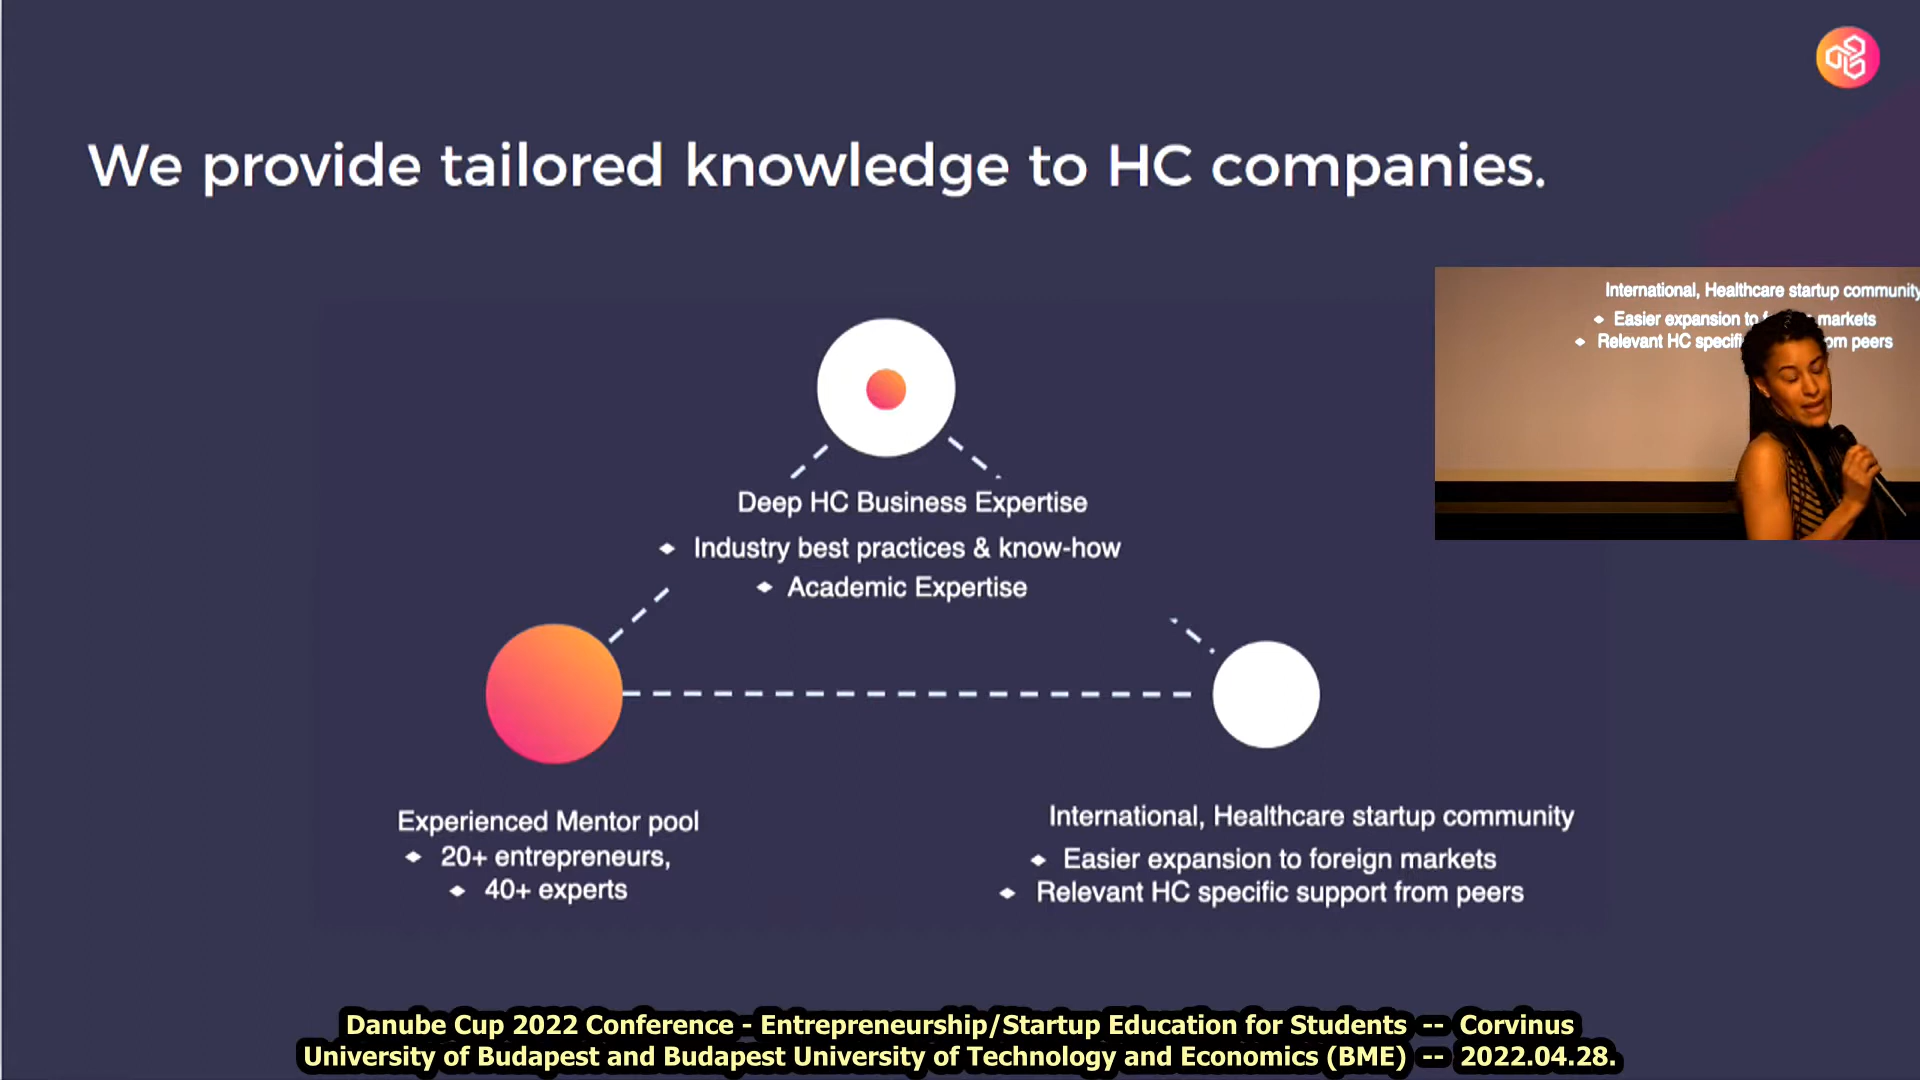 We provide tailored knowledge to HC companies.
International, Healthcare startup community
Easier expansion to markets
Relevant HC specifi om peers
Deep HC Business Expertise
Industry best practices & know-how
Academic Expertise
Experienced Mentor pool
20+ entrepreneurs,
40+ experts
International, Healthcare startup community
Easier expansion to foreign markets
Relevant HC specific support from peers
Danube Cup 2022 Conference - Entrepreneurship/Startup Education for Students -- Corvinus
University of Budapest and Budapest University of Technology and Economics (BME) -- 2022.04.28.